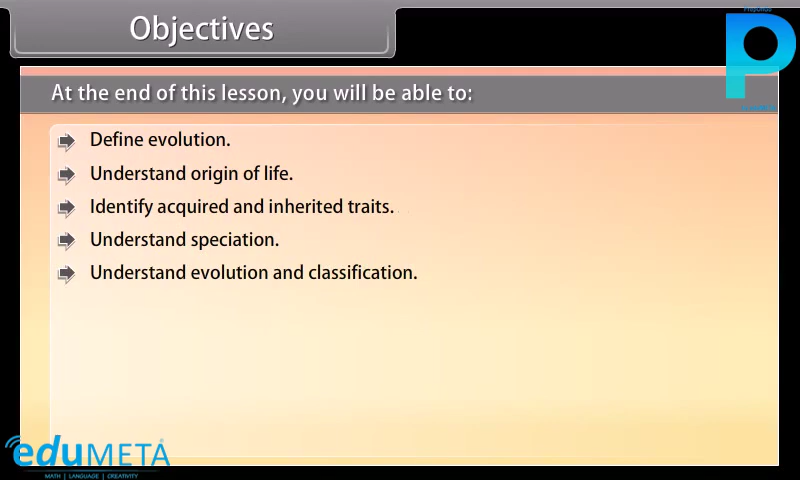 Objectives
At the end of this lesson, you will be able to:
Define evolution.
Understand origin of life.
Identify acquired and inherited traits.
Understand speciation.
Understand evolution and classification.
eduMETA
MATH | LANGUAGE | CREATIVITY